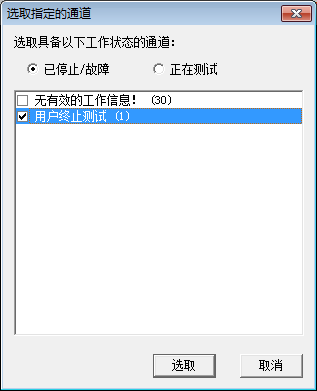 选取指定的通道
选取具备以下工作状态的通道：
已停止/故障 正在测试
无有效的工作信息！ (30)
用户终止测试 (1)
选取 取消